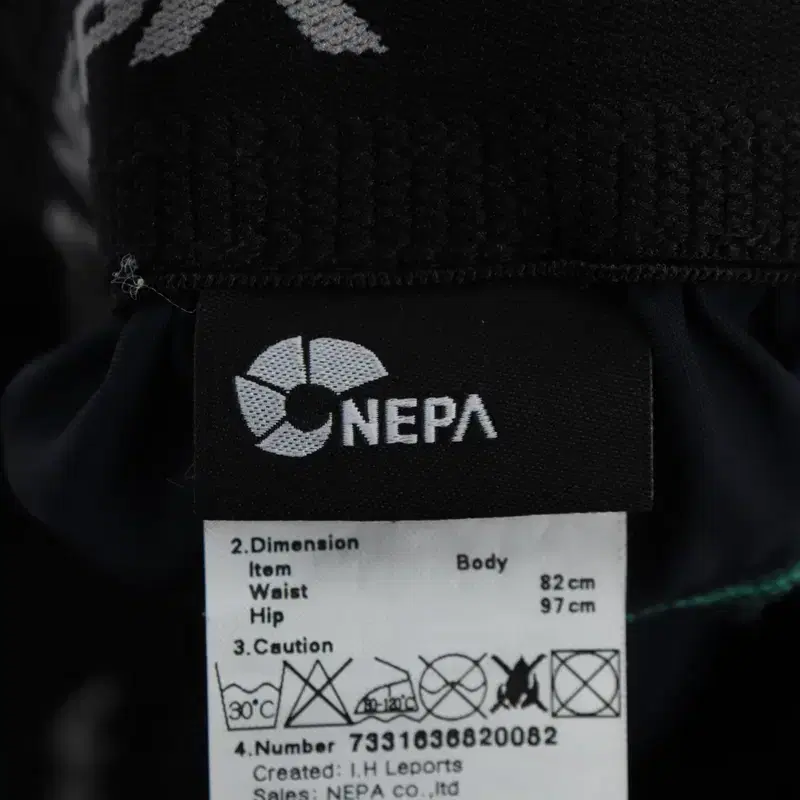 NEPA
2.Dimension
Item Body
Waist 82cm
Hip 97cm
3.Caution
30°C 80-120°C
4.Number 7331636820082
Created: I.H Leports
Sales: NEPA co.,ltd